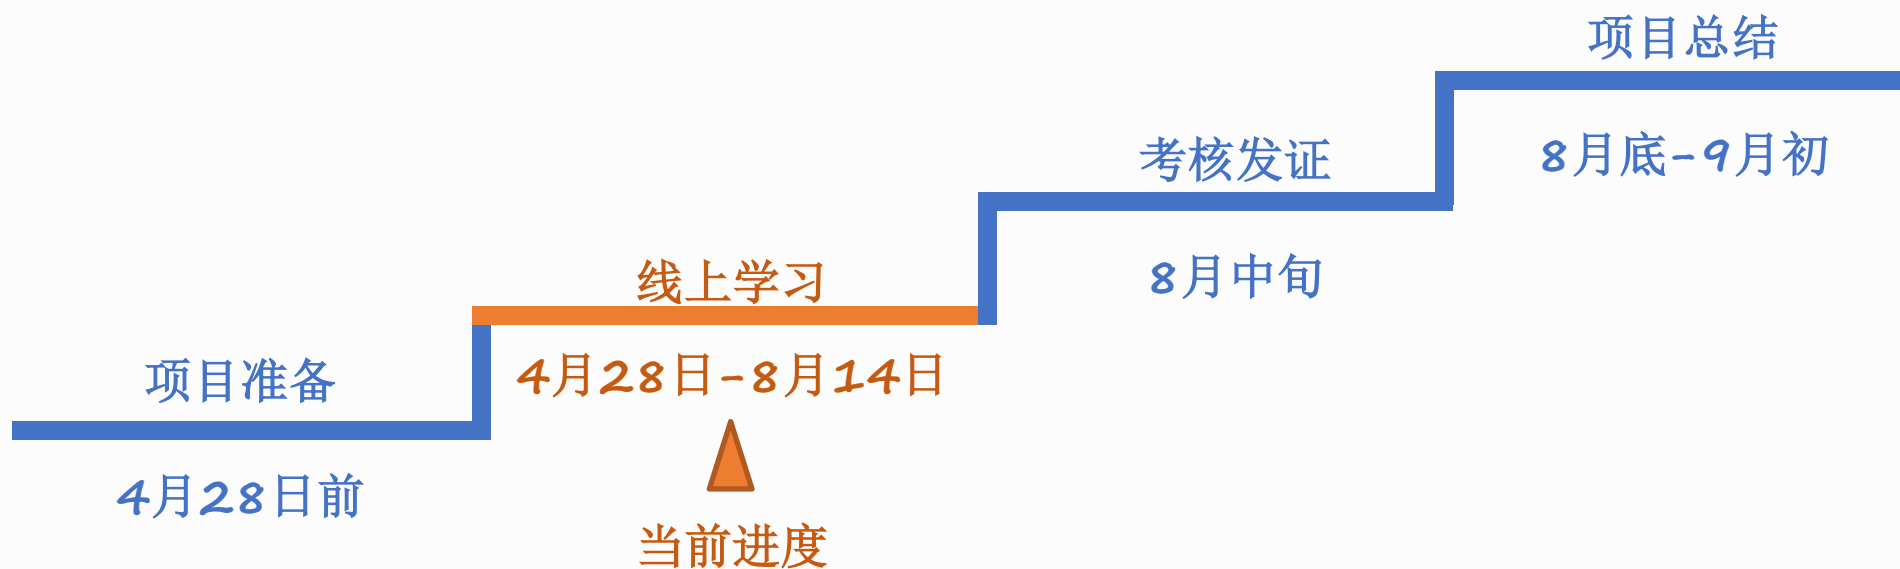 项目总结
8月底-9月初
考核发证
8月中旬
线上学习
4月28日-8月14日
项目准备
4月28日前
当前进度